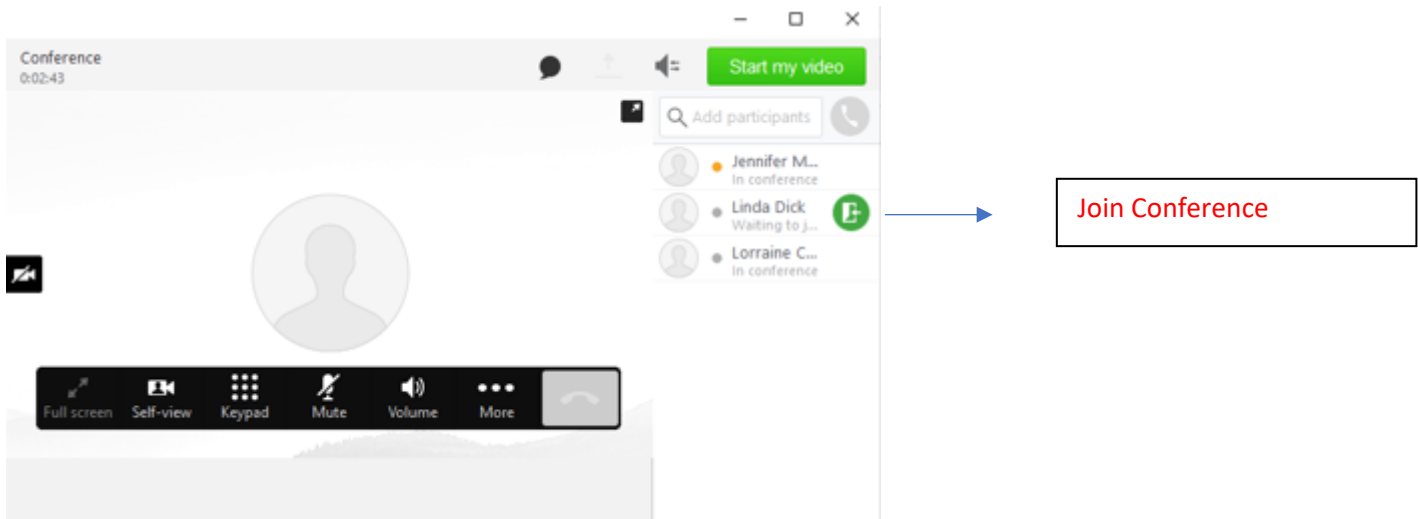 Conference
0:02:43
Start my video
Add participants
Jennifer M...
In conference
Linda Dick
Waiting to j...
Lorraine C...
In conference
Join Conference
Full screen
Self-view
Keypad
Mute
Volume
More